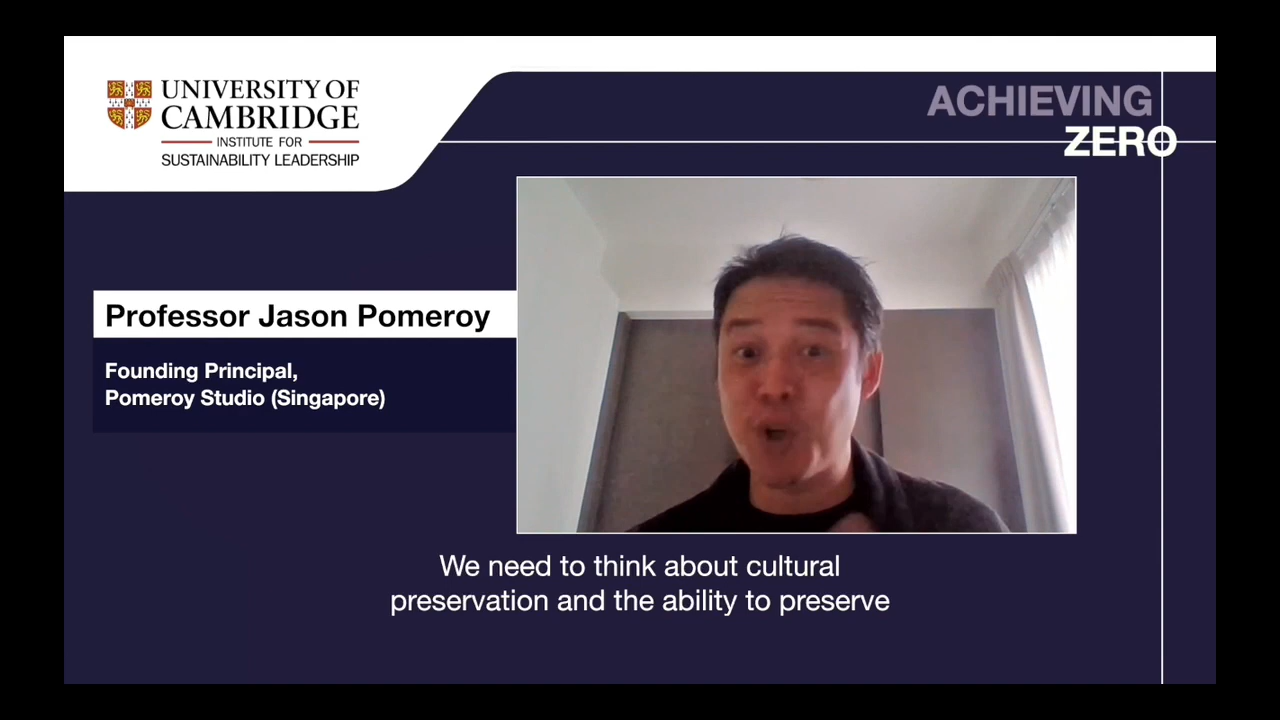 UNIVERSITY OF
CAMBRIDGE
INSTITUTE FOR
SUSTAINABILITY LEADERSHIP
ACHIEVING
ZERO
Professor Jason Pomeroy
Founding Principal,
Pomeroy Studio (Singapore)
We need to think about cultural
preservation and the ability to preserve